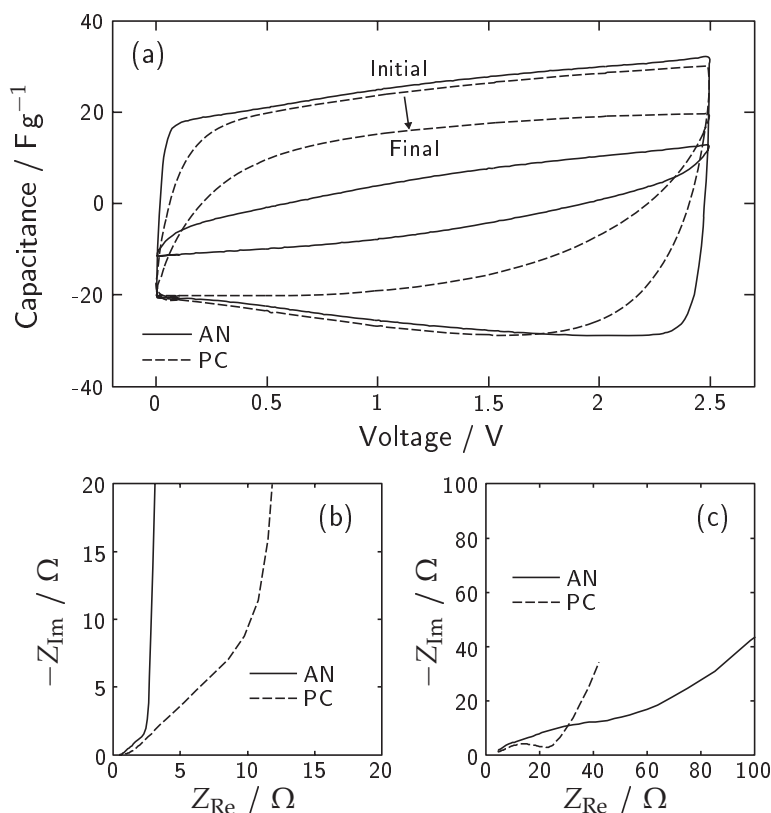 (a)
Initial
Final
AN
PC
40
20
0
-20
-40
Capacitance / Fg⁻¹
0 0.5 1 1.5 2 2.5
Voltage / V
(b)
20
15
10
5
0
−Z_Im / Ω
AN
PC
0 5 10 15 20
Z_Re / Ω
(c)
100
80
60
40
20
0
−Z_Im / Ω
AN
PC
0 20 40 60 80 100
Z_Re / Ω